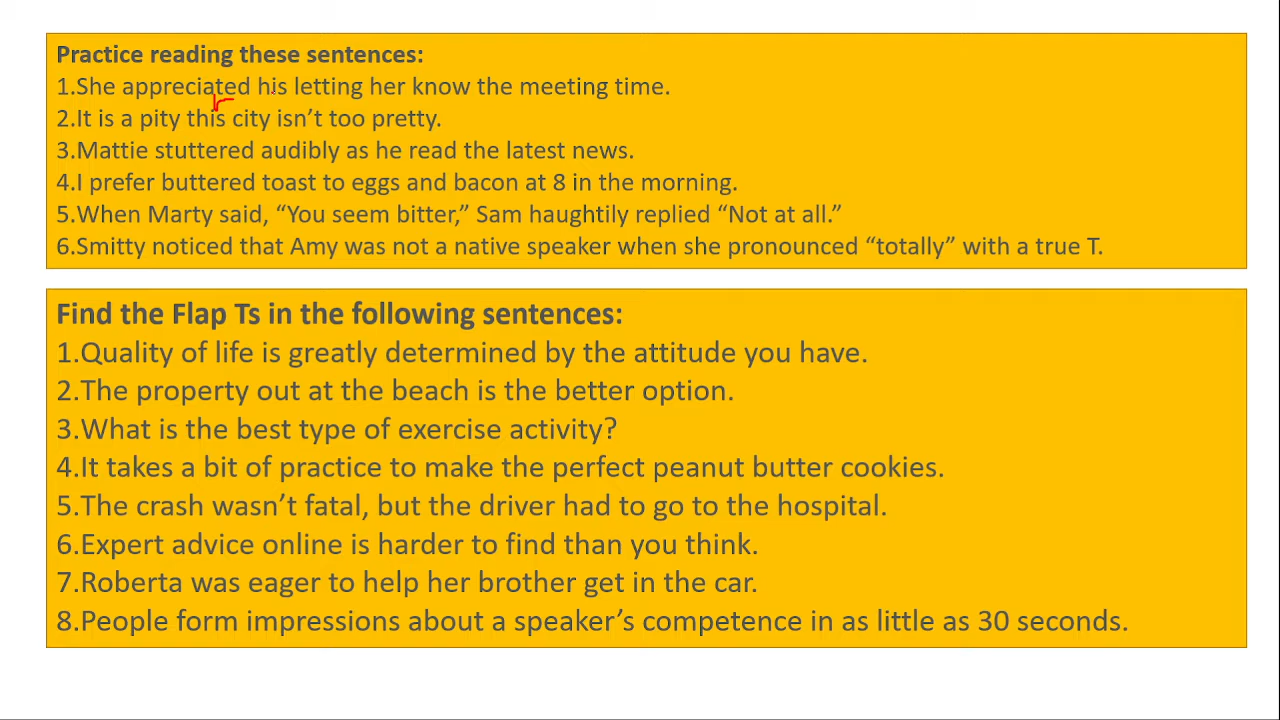 Practice reading these sentences:
1.She appreciated his letting her know the meeting time.
2.It is a pity this city isn’t too pretty.
3.Mattie stuttered audibly as he read the latest news.
4.I prefer buttered toast to eggs and bacon at 8 in the morning.
5.When Marty said, “You seem bitter,” Sam haughtily replied “Not at all.”
6.Smitty noticed that Amy was not a native speaker when she pronounced “totally” with a true T.
Find the Flap Ts in the following sentences:
1.Quality of life is greatly determined by the attitude you have.
2.The property out at the beach is the better option.
3.What is the best type of exercise activity?
4.It takes a bit of practice to make the perfect peanut butter cookies.
5.The crash wasn’t fatal, but the driver had to go to the hospital.
6.Expert advice online is harder to find than you think.
7.Roberta was eager to help her brother get in the car.
8.People form impressions about a speaker’s competence in as little as 30 seconds.